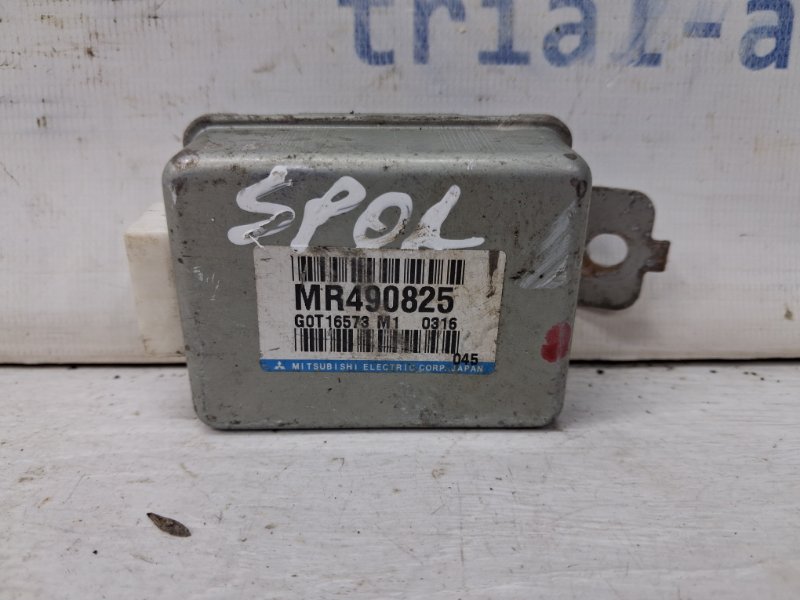 trial-a
SPOL
MR490825
G0T16573 M1 0316
045
MITSUBISHI ELECTRIC CORP. JAPAN